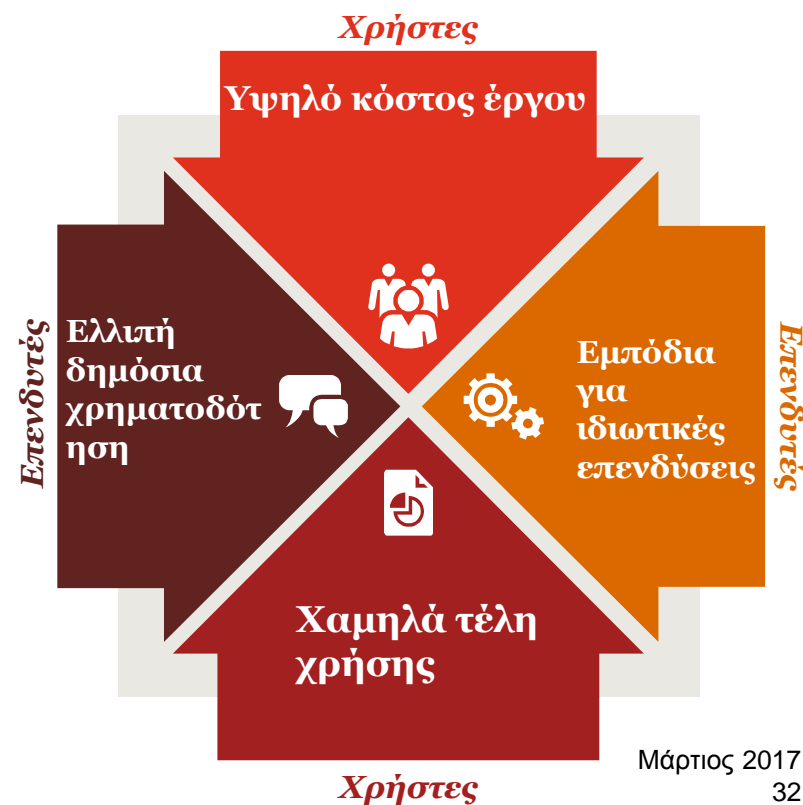 Χρήστες
Υψηλό κόστος έργου
Επενδυτές
Ελλιπή
δημόσια
χρηματοδότ
ηση
Εμπόδια
για
ιδιωτικές
επενδύσεις
Επενδυτές
Χαμηλά τέλη
χρήσης
Χρήστες
Μάρτιος 2017
32